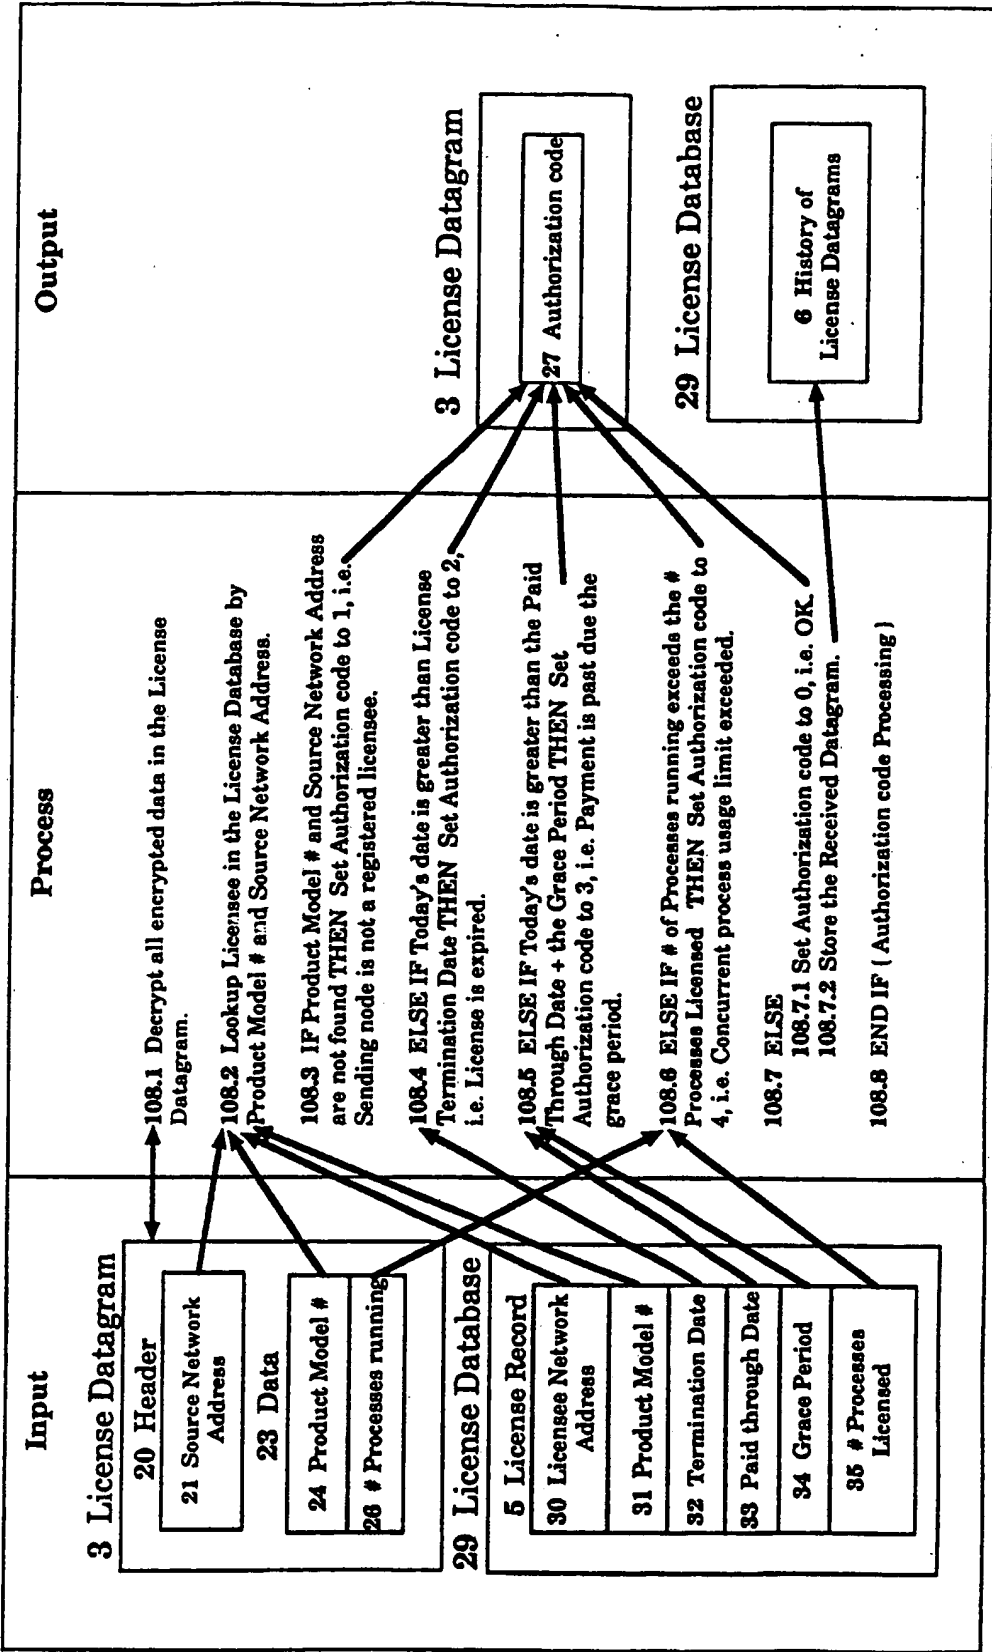 Input
3 License Datagram
20 Header
21 Source Network
Address
23 Data
24 Product Model #
26 # Processes running
29 License Database
5 License Record
30 Licensee Network
Address
31 Product Model #
32 Termination Date
33 Paid through Date
34 Grace Period
35 # Processes
Licensed
Process
108.1 Decrypt all encrypted data in the License
Datagram.
108.2 Lookup Licensee in the License Database by
Product Model # and Source Network Address.
108.3 IF Product Model # and Source Network Address
are not found THEN Set Authorization code to 1, i.e.
Sending node is not a registered licensee.
108.4 ELSE IF Today's date is greater than License
Termination Date THEN Set Authorization code to 2,
i.e. License is expired.
108.5 ELSE IF Today's date is greater than the Paid
Through Date + the Grace Period THEN Set
Authorization code to 3, i.e. Payment is past due the
grace period.
108.6 ELSE IF # of Processes running exceeds the #
Processes Licensed THEN Set Authorization code to
4, i.e. Concurrent process usage limit exceeded.
108.7 ELSE
108.7.1 Set Authorization code to 0, i.e. OK.
108.7.2 Store the Received Datagram.
108.8 END IF ( Authorization code Processing )
Output
3 License Datagram
27 Authorization code
29 License Database
6 History of
License Datagrams